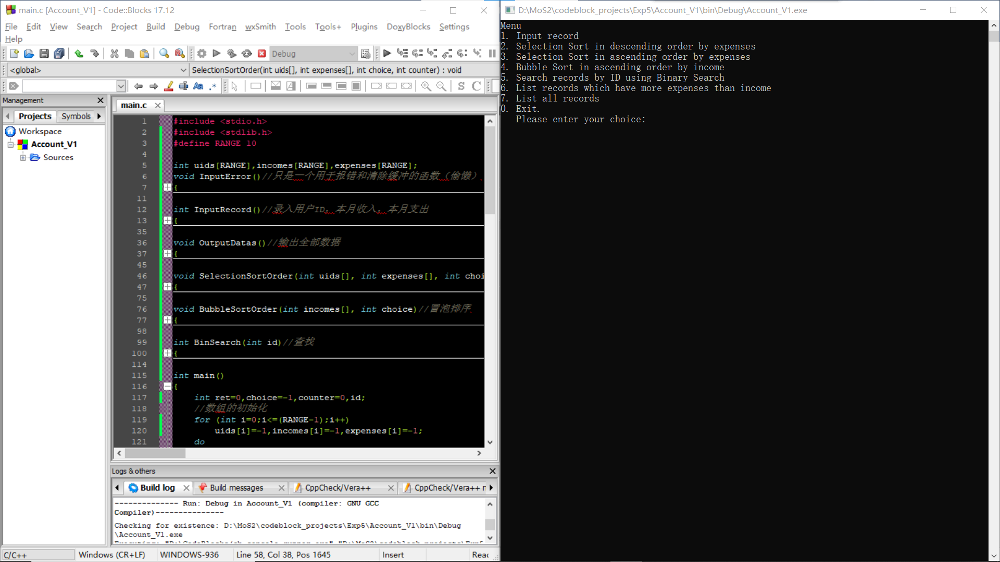 main.c [Account_V1] - Code::Blocks 17.12
File Edit View Search Project Build Debug Fortran wxSmith Tools Tools+ Plugins DoxyBlocks Settings
Help
Debug
<global>
SelectionSortOrder(int uids[], int expenses[], int choice, int counter) : void
Management
Projects
Symbols
Workspace
Account_V1
Sources
main.c
1 #include <stdio.h>
2 #include <stdlib.h>
3 #define RANGE 10
4
5 int uids[RANGE],incomes[RANGE],expenses[RANGE];
6 void InputError()//只是一个用于报错和清除缓冲的函数（偷懒）
7 {
11
12 int InputRecord()//录入用户ID，本月收入，本月支出
13 {
35
36 void OutputDatas()//输出全部数据
37 {
45
46 void SelectionSortOrder(int uids[], int expenses[], int choi
47 {
75
76 void BubbleSortOrder(int incomes[], int choice)//冒泡排序
77 {
98
99 int BinSearch(int id)//查找
100 {
114
115 int main()
116 {
117 int ret=0,choice=-1,counter=0,id;
118 //数组的初始化
119 for (int i=0;i<=(RANGE-1);i++)
120 uids[i]=-1,incomes[i]=-1,expenses[i]=-1;
121 do
Logs & others
Build log
Build messages
CppCheck/Vera++
CppCheck/Vera++ n
-------------- Run: Debug in Account_V1 (compiler: GNU GCC
Compiler)---------------
Checking for existence: D:\MoS2\codeblock_projects\Exp5\Account_V1\bin\Debug
\Account_V1.exe
C/C++
Windows (CR+LF)
WINDOWS-936
Line 58, Col 38, Pos 1645
Insert
Read
D:\MoS2\codeblock_projects\Exp5\Account_V1\bin\Debug\Account_V1.exe
Menu
1. Input record
2. Selection Sort in descending order by expenses
3. Selection Sort in ascending order by expenses
4. Bubble Sort in ascending order by income
5. Search records by ID using Binary Search
6. List records which have more expenses than income
7. List all records
0. Exit.
Please enter your choice: